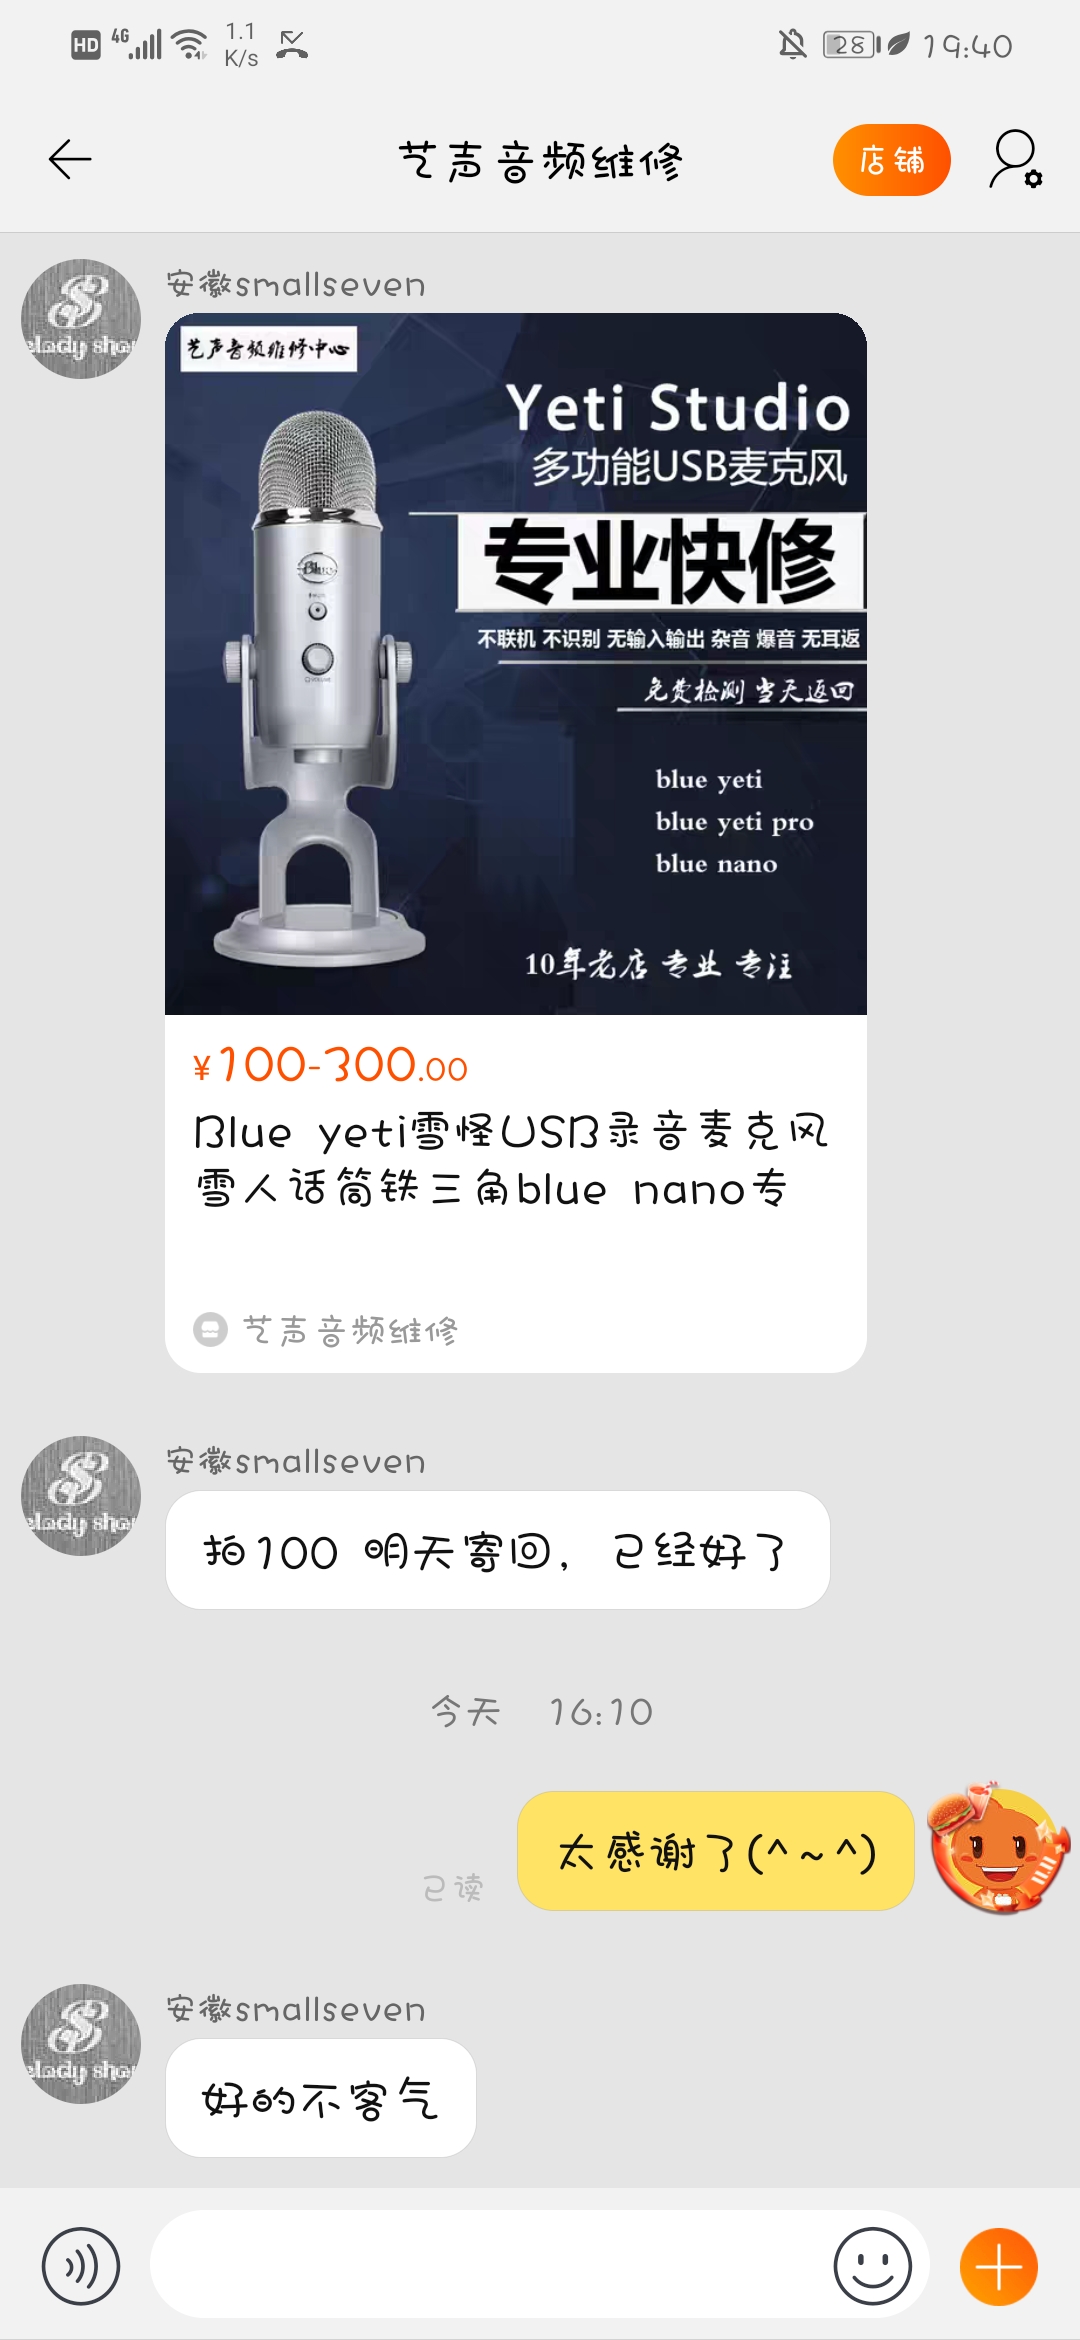 HD 4G 1.1 K/s 28 19:40
艺声音频维修 店铺
安徽smallseven
艺声音频维修中心
Yeti Studio
多功能USB麦克风
专业快修
不联机 不识别 无输入输出 杂音 爆音 无耳返
免费检测 当天返回
Blue
blue yeti
blue yeti pro
blue nano
10年老店 专业 专注
¥100-300.00
Blue yeti雪怪USB录音麦克风
雪人话筒铁三角blue nano专
艺声音频维修
安徽smallseven
拍100 明天寄回， 已经好了
今天 16:10
太感谢了(^~^)
已读
安徽smallseven
好的不客气